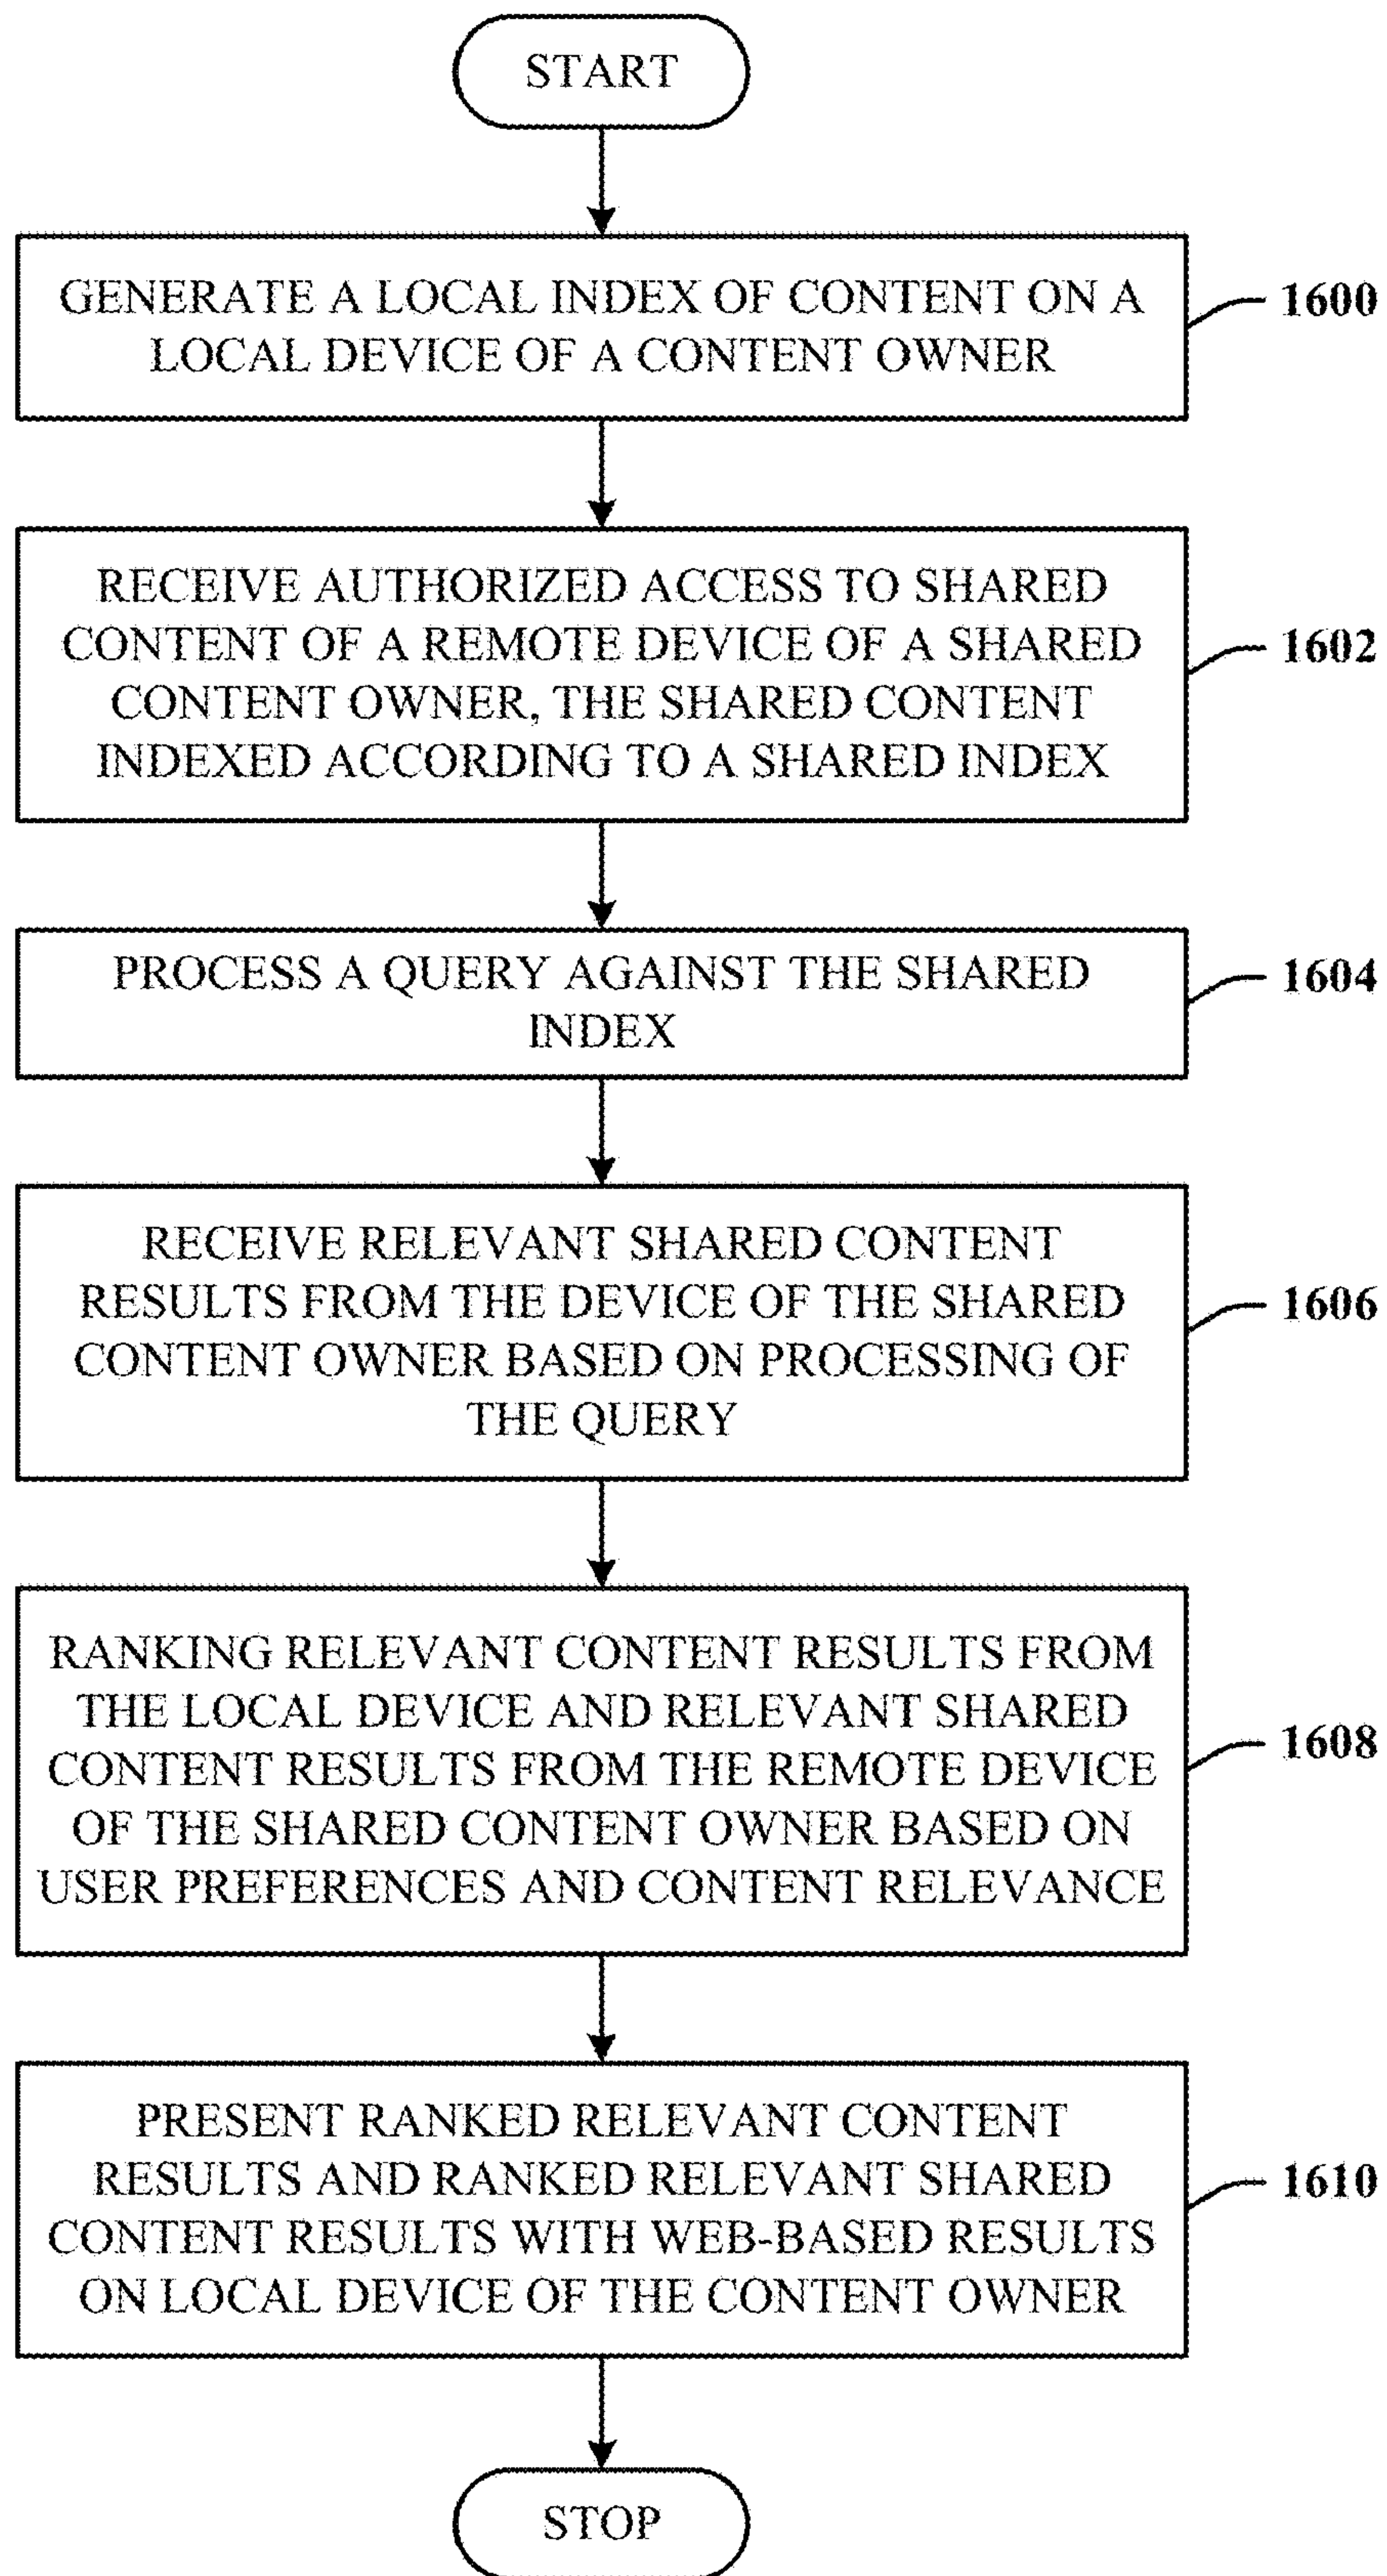 START
GENERATE A LOCAL INDEX OF CONTENT ON A
LOCAL DEVICE OF A CONTENT OWNER
1600
RECEIVE AUTHORIZED ACCESS TO SHARED
CONTENT OF A REMOTE DEVICE OF A SHARED
CONTENT OWNER, THE SHARED CONTENT
INDEXED ACCORDING TO A SHARED INDEX
1602
PROCESS A QUERY AGAINST THE SHARED
INDEX
1604
RECEIVE RELEVANT SHARED CONTENT
RESULTS FROM THE DEVICE OF THE SHARED
CONTENT OWNER BASED ON PROCESSING OF
THE QUERY
1606
RANKING RELEVANT CONTENT RESULTS FROM
THE LOCAL DEVICE AND RELEVANT SHARED
CONTENT RESULTS FROM THE REMOTE DEVICE
OF THE SHARED CONTENT OWNER BASED ON
USER PREFERENCES AND CONTENT RELEVANCE
1608
PRESENT RANKED RELEVANT CONTENT
RESULTS AND RANKED RELEVANT SHARED
CONTENT RESULTS WITH WEB-BASED RESULTS
ON LOCAL DEVICE OF THE CONTENT OWNER
1610
STOP